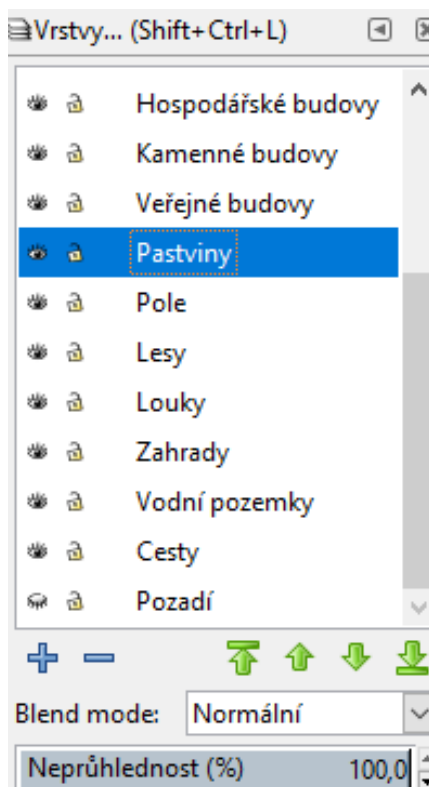 Vrstvy... (Shift+Ctrl+L)
Hospodářské budovy
Kamenné budovy
Veřejné budovy
Pastviny
Pole
Lesy
Louky
Zahrady
Vodní pozemky
Cesty
Pozadí
Blend mode: Normální
Neprůhlednost (%) 100,0